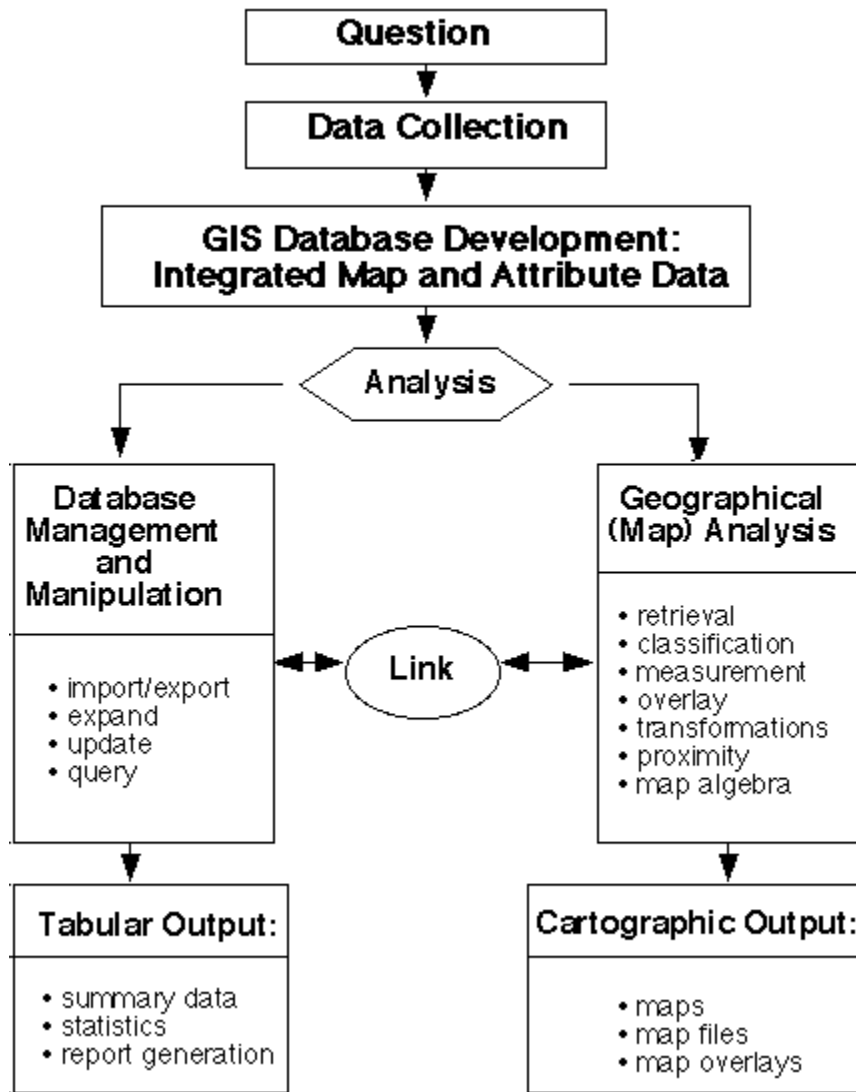 Question
Data Collection
GIS Database Development:
Integrated Map and Attribute Data
Analysis
Database
Management
and
Manipulation
• import/export
• expand
• update
• query
Link
Geographical
(Map) Analysis
• retrieval
• classification
• measurement
• overlay
• transformations
• proximity
• map algebra
Tabular Output:
• summary data
• statistics
• report generation
Cartographic Output:
• maps
• map files
• map overlays